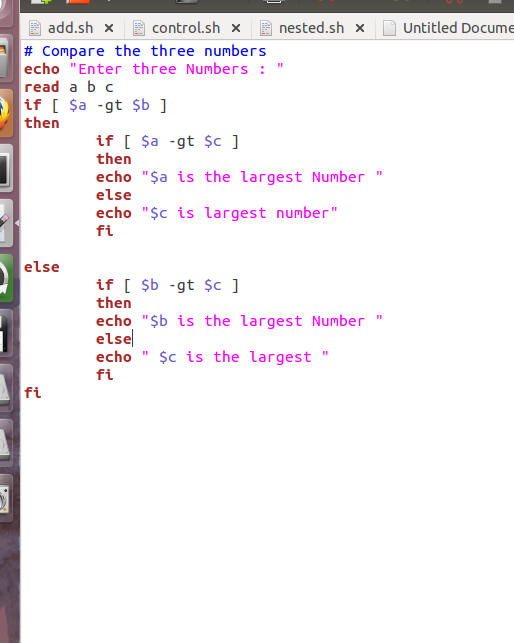 add.sh × control.sh × nested.sh × Untitled Docume
# Compare the three numbers
echo "Enter three Numbers : "
read a b c
if [ $a -gt $b ]
then
if [ $a -gt $c ]
then
echo "$a is the largest Number "
else
echo "$c is largest number"
fi
else
if [ $b -gt $c ]
then
echo "$b is the largest Number "
else
echo " $c is the largest "
fi
fi